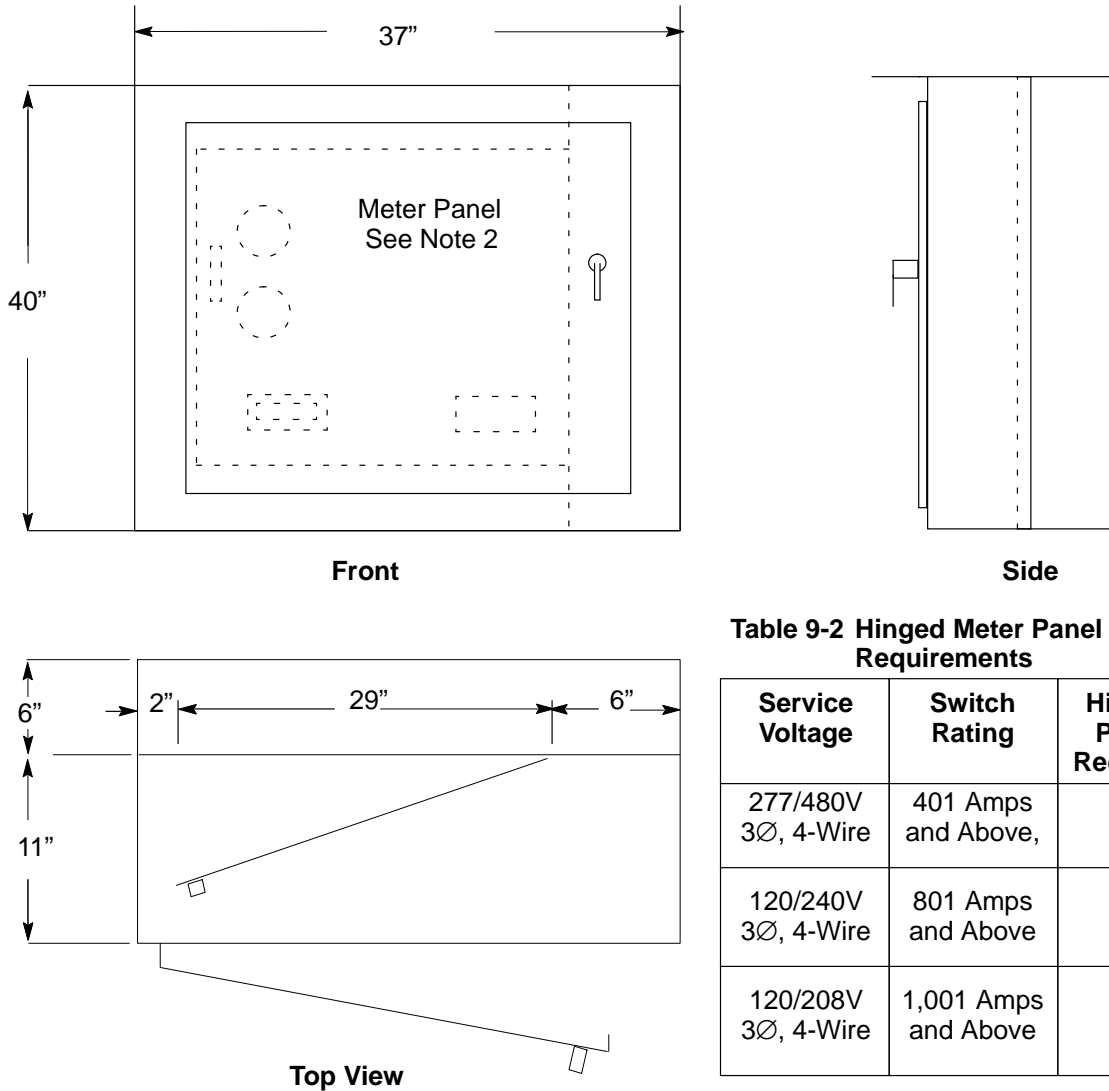 37”
Meter Panel
See Note 2
40”
Front
Side
6”
2”
29”
6”
11”
Top View
Table 9-2 Hinged Meter Panel
Requirements
Service
Voltage
Switch
Rating
277/480V
3∅, 4-Wire
401 Amps
and Above,
120/240V
3∅, 4-Wire
801 Amps
and Above
120/208V
3∅, 4-Wire
1,001 Amps
and Above